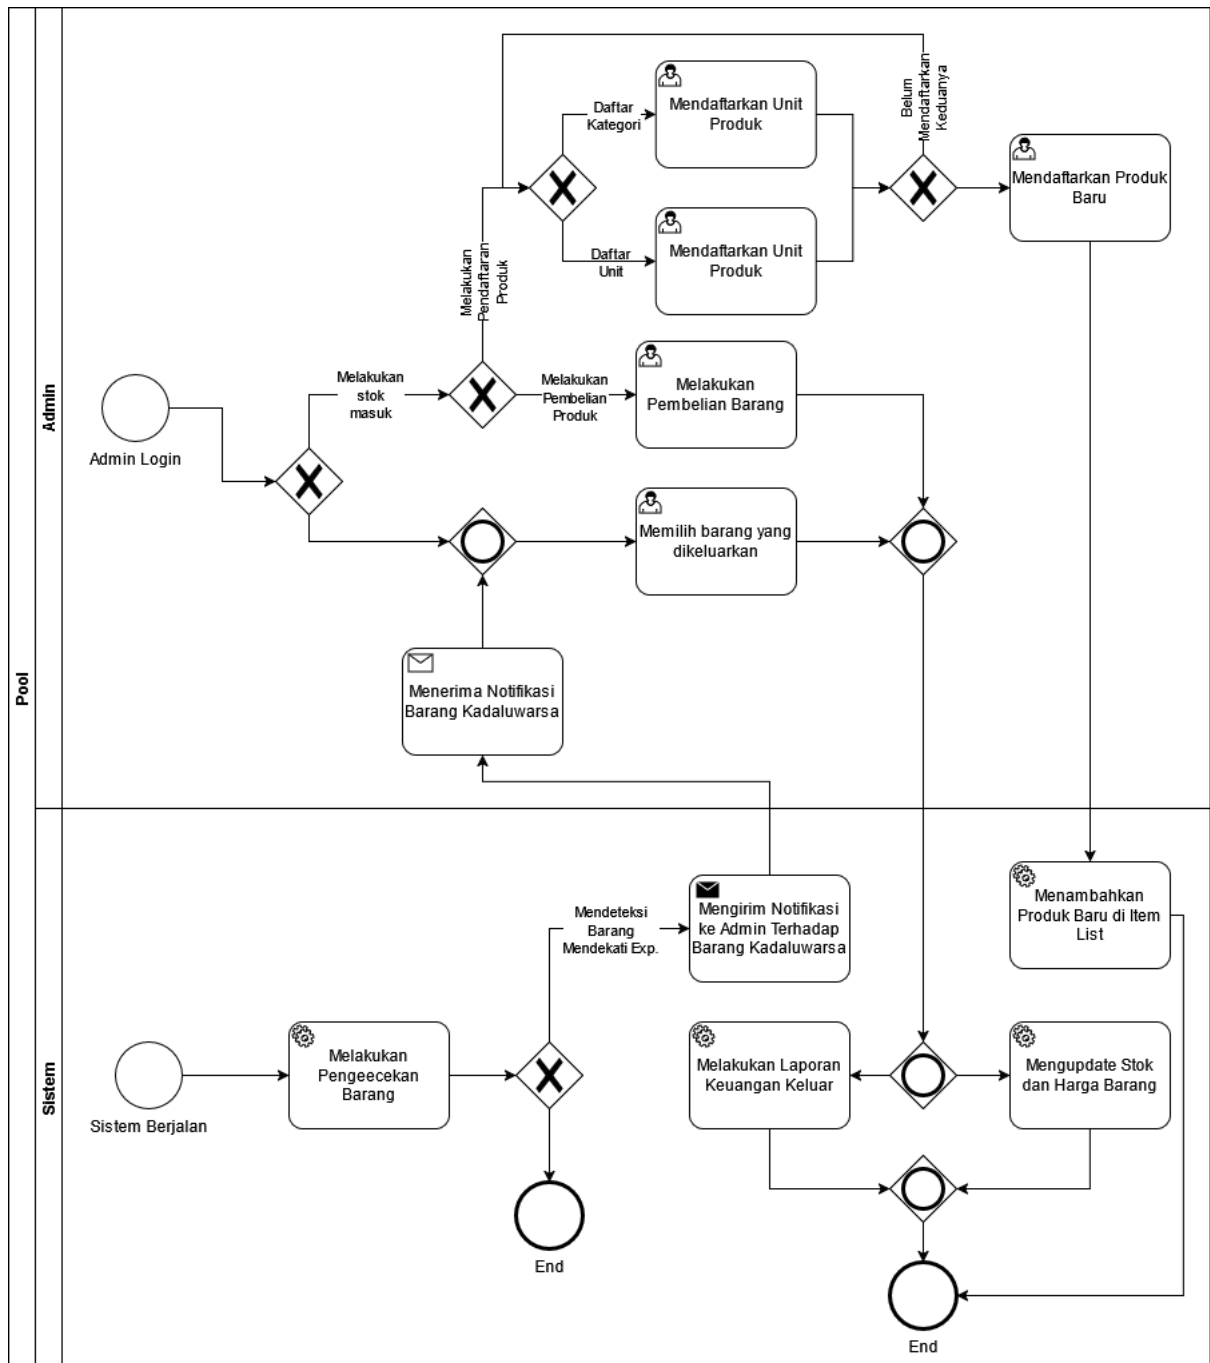 Pool
Admin
Belum
Mendaftarkan
Keduanya
Daftar
Kategori
Mendaftarkan Unit
Produk
Mendaftarkan Produk
Baru
Daftar
Unit
Mendaftarkan Unit
Produk
Melakukan
Pendaftaran
Produk
Melakukan
stok
masuk
Melakukan
Pembelian
Produk
Melakukan
Pembelian Barang
Admin Login
Memilih barang yang
dikeluarkan
Menerima Notifikasi
Barang Kadaluwarsa
Sistem
Mendeteksi
Barang
Mendekati Exp.
Mengirim Notifikasi
ke Admin Terhadap
Barang Kadaluwarsa
Menambahkan
Produk Baru di Item
List
Melakukan
Pengeecekan
Barang
Melakukan Laporan
Keuangan Keluar
Mengupdate Stok
dan Harga Barang
Sistem Berjalan
End
End